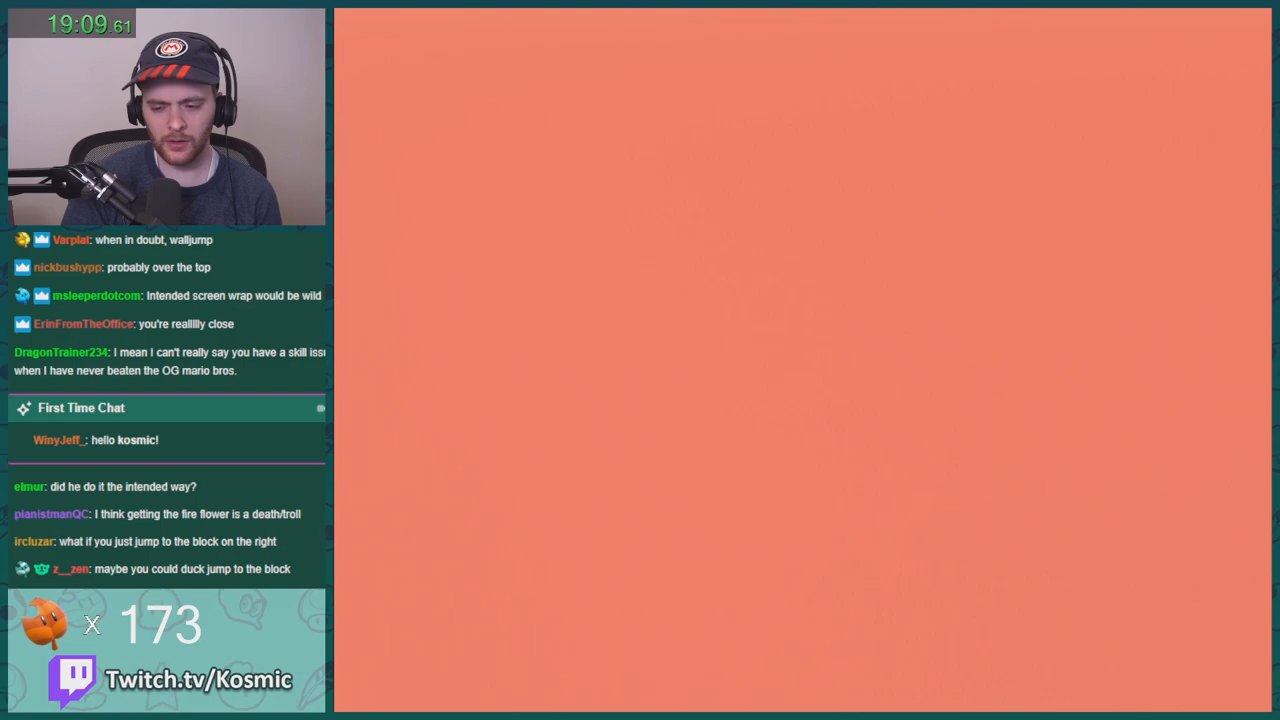 19:09.61
Varplat: when in doubt, walljump
nickbushypp: probably over the top
msleeperdotcom: Intended screen wrap would be wild
ErinFromTheOffice: you're realllly close
DragonTrainer234: I mean I can't really say you have a skill issu
when I have never beaten the OG mario bros.
First Time Chat
WinyJeff_: hello kosmic!
elmur: did he do it the intended way?
pianistmanQC: I think getting the fire flower is a death/troll
ircluzar: what if you just jump to the block on the right
z__zen: maybe you could duck jump to the block
x 173
Twitch.tv/Kosmic